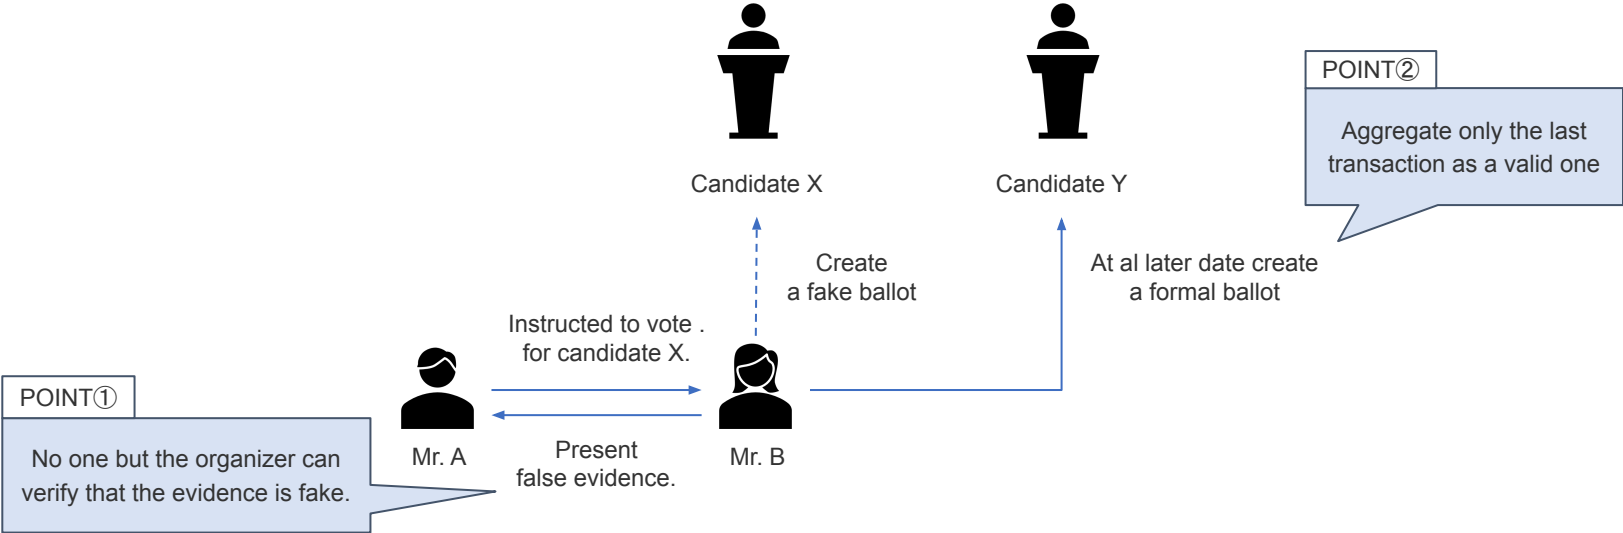 POINT②
Aggregate only the last
transaction as a valid one
Candidate X
Candidate Y
Create
a fake ballot
At al later date create
a formal ballot
Instructed to vote .
for candidate X.
POINT①
No one but the organizer can
verify that the evidence is fake.
Mr. A
Present
false evidence.
Mr. B